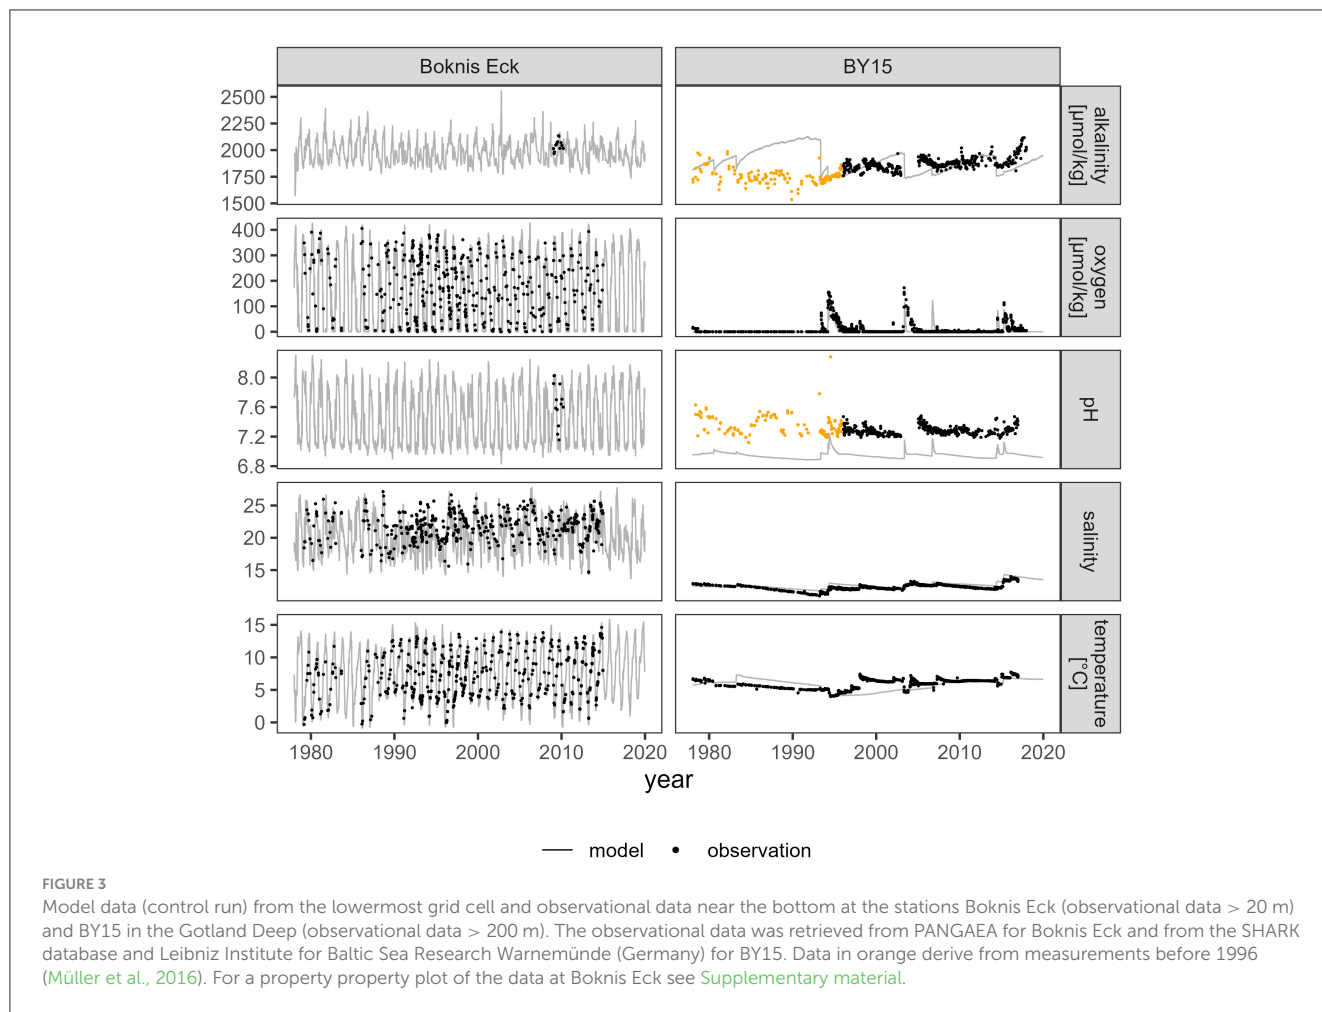 Boknis Eck
BY15
2500
2250
2000
1750
1500
alkalinity
[µmol/kg]
400
300
200
100
0
oxygen
[µmol/kg]
8.0
7.6
7.2
6.8
pH
25
20
15
salinity
15
10
5
0
temperature
[°C]
1980 1990 2000 2010 2020
1980 1990 2000 2010 2020
year
model
observation
FIGURE 3
Model data (control run) from the lowermost grid cell and observational data near the bottom at the stations Boknis Eck (observational data > 20 m)
and BY15 in the Gotland Deep (observational data > 200 m). The observational data was retrieved from PANGAEA for Boknis Eck and from the SHARK
database and Leibniz Institute for Baltic Sea Research Warnemünde (Germany) for BY15. Data in orange derive from measurements before 1996
(Müller et al., 2016). For a property property plot of the data at Boknis Eck see Supplementary material.